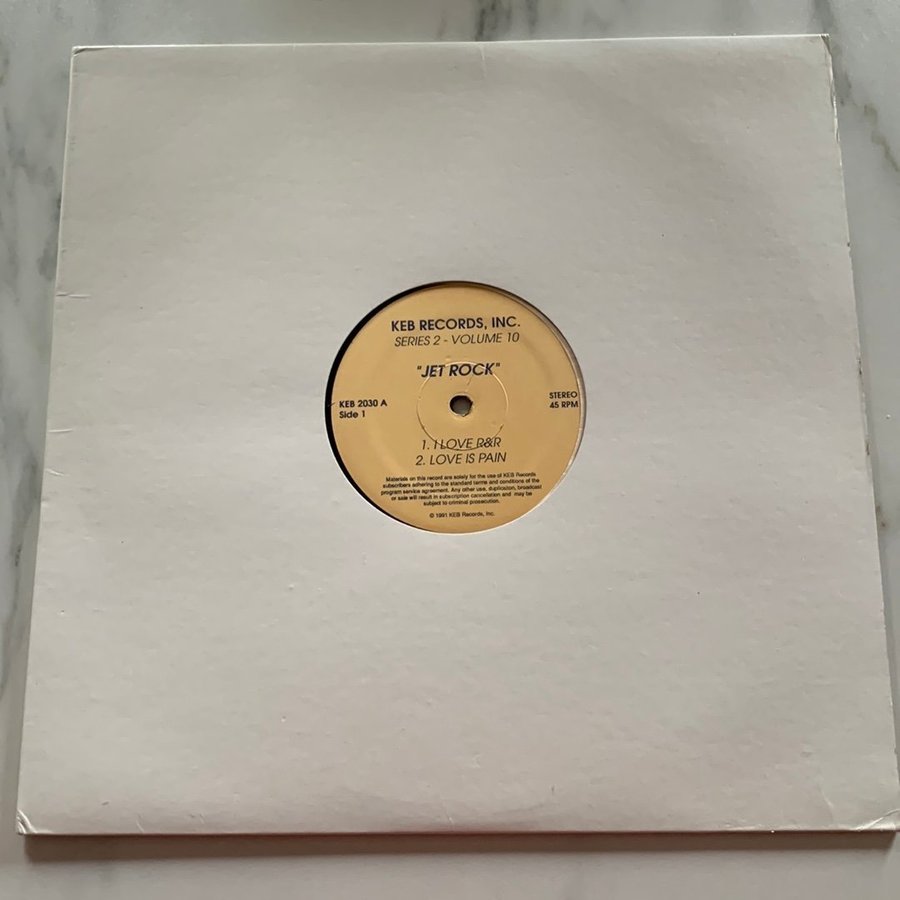 KEB RECORDS, INC.
SERIES 2 - VOLUME 10
"JET ROCK"
KEB 2030 A
Side 1
STEREO
45 RPM
1. I LOVE R&R
2. LOVE IS PAIN
Materials on this record are solely for the use of KEB Records
subscribers adhering to the standard terms and conditions of the
program service agreement. Any other use, duplication, broadcast
or sale will result in subscription cancellation and may be
subject to criminal prosecution.
© 1991 KEB Records, Inc.